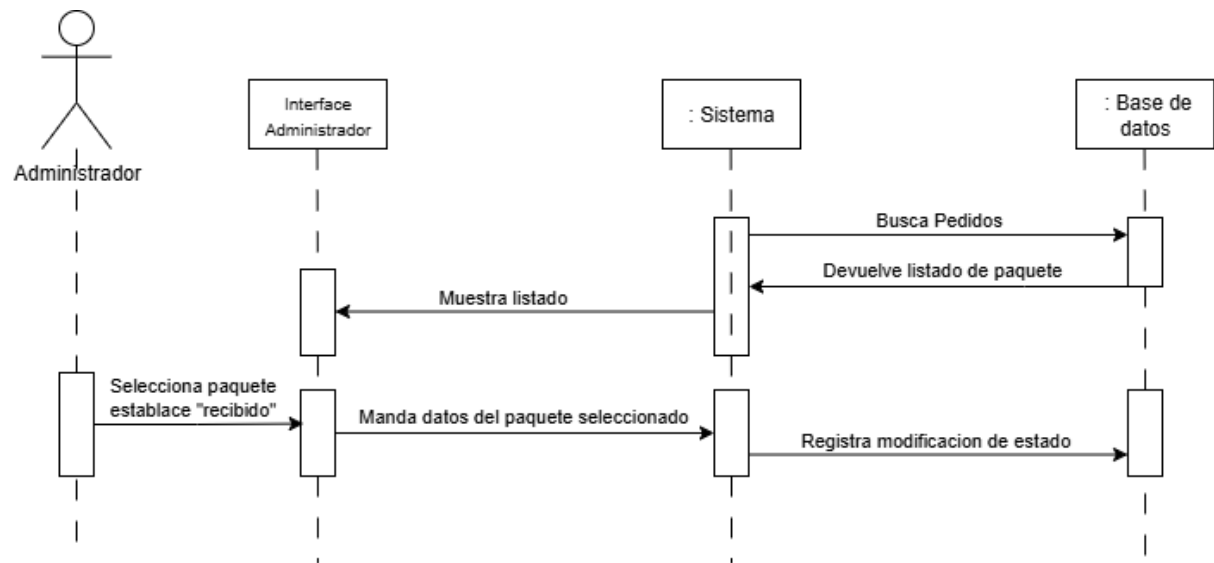 Administrador
Interface
Administrador
: Sistema
: Base de
datos
Busca Pedidos
Devuelve listado de paquete
Muestra listado
Selecciona paquete
establace "recibido"
Manda datos del paquete seleccionado
Registra modificacion de estado